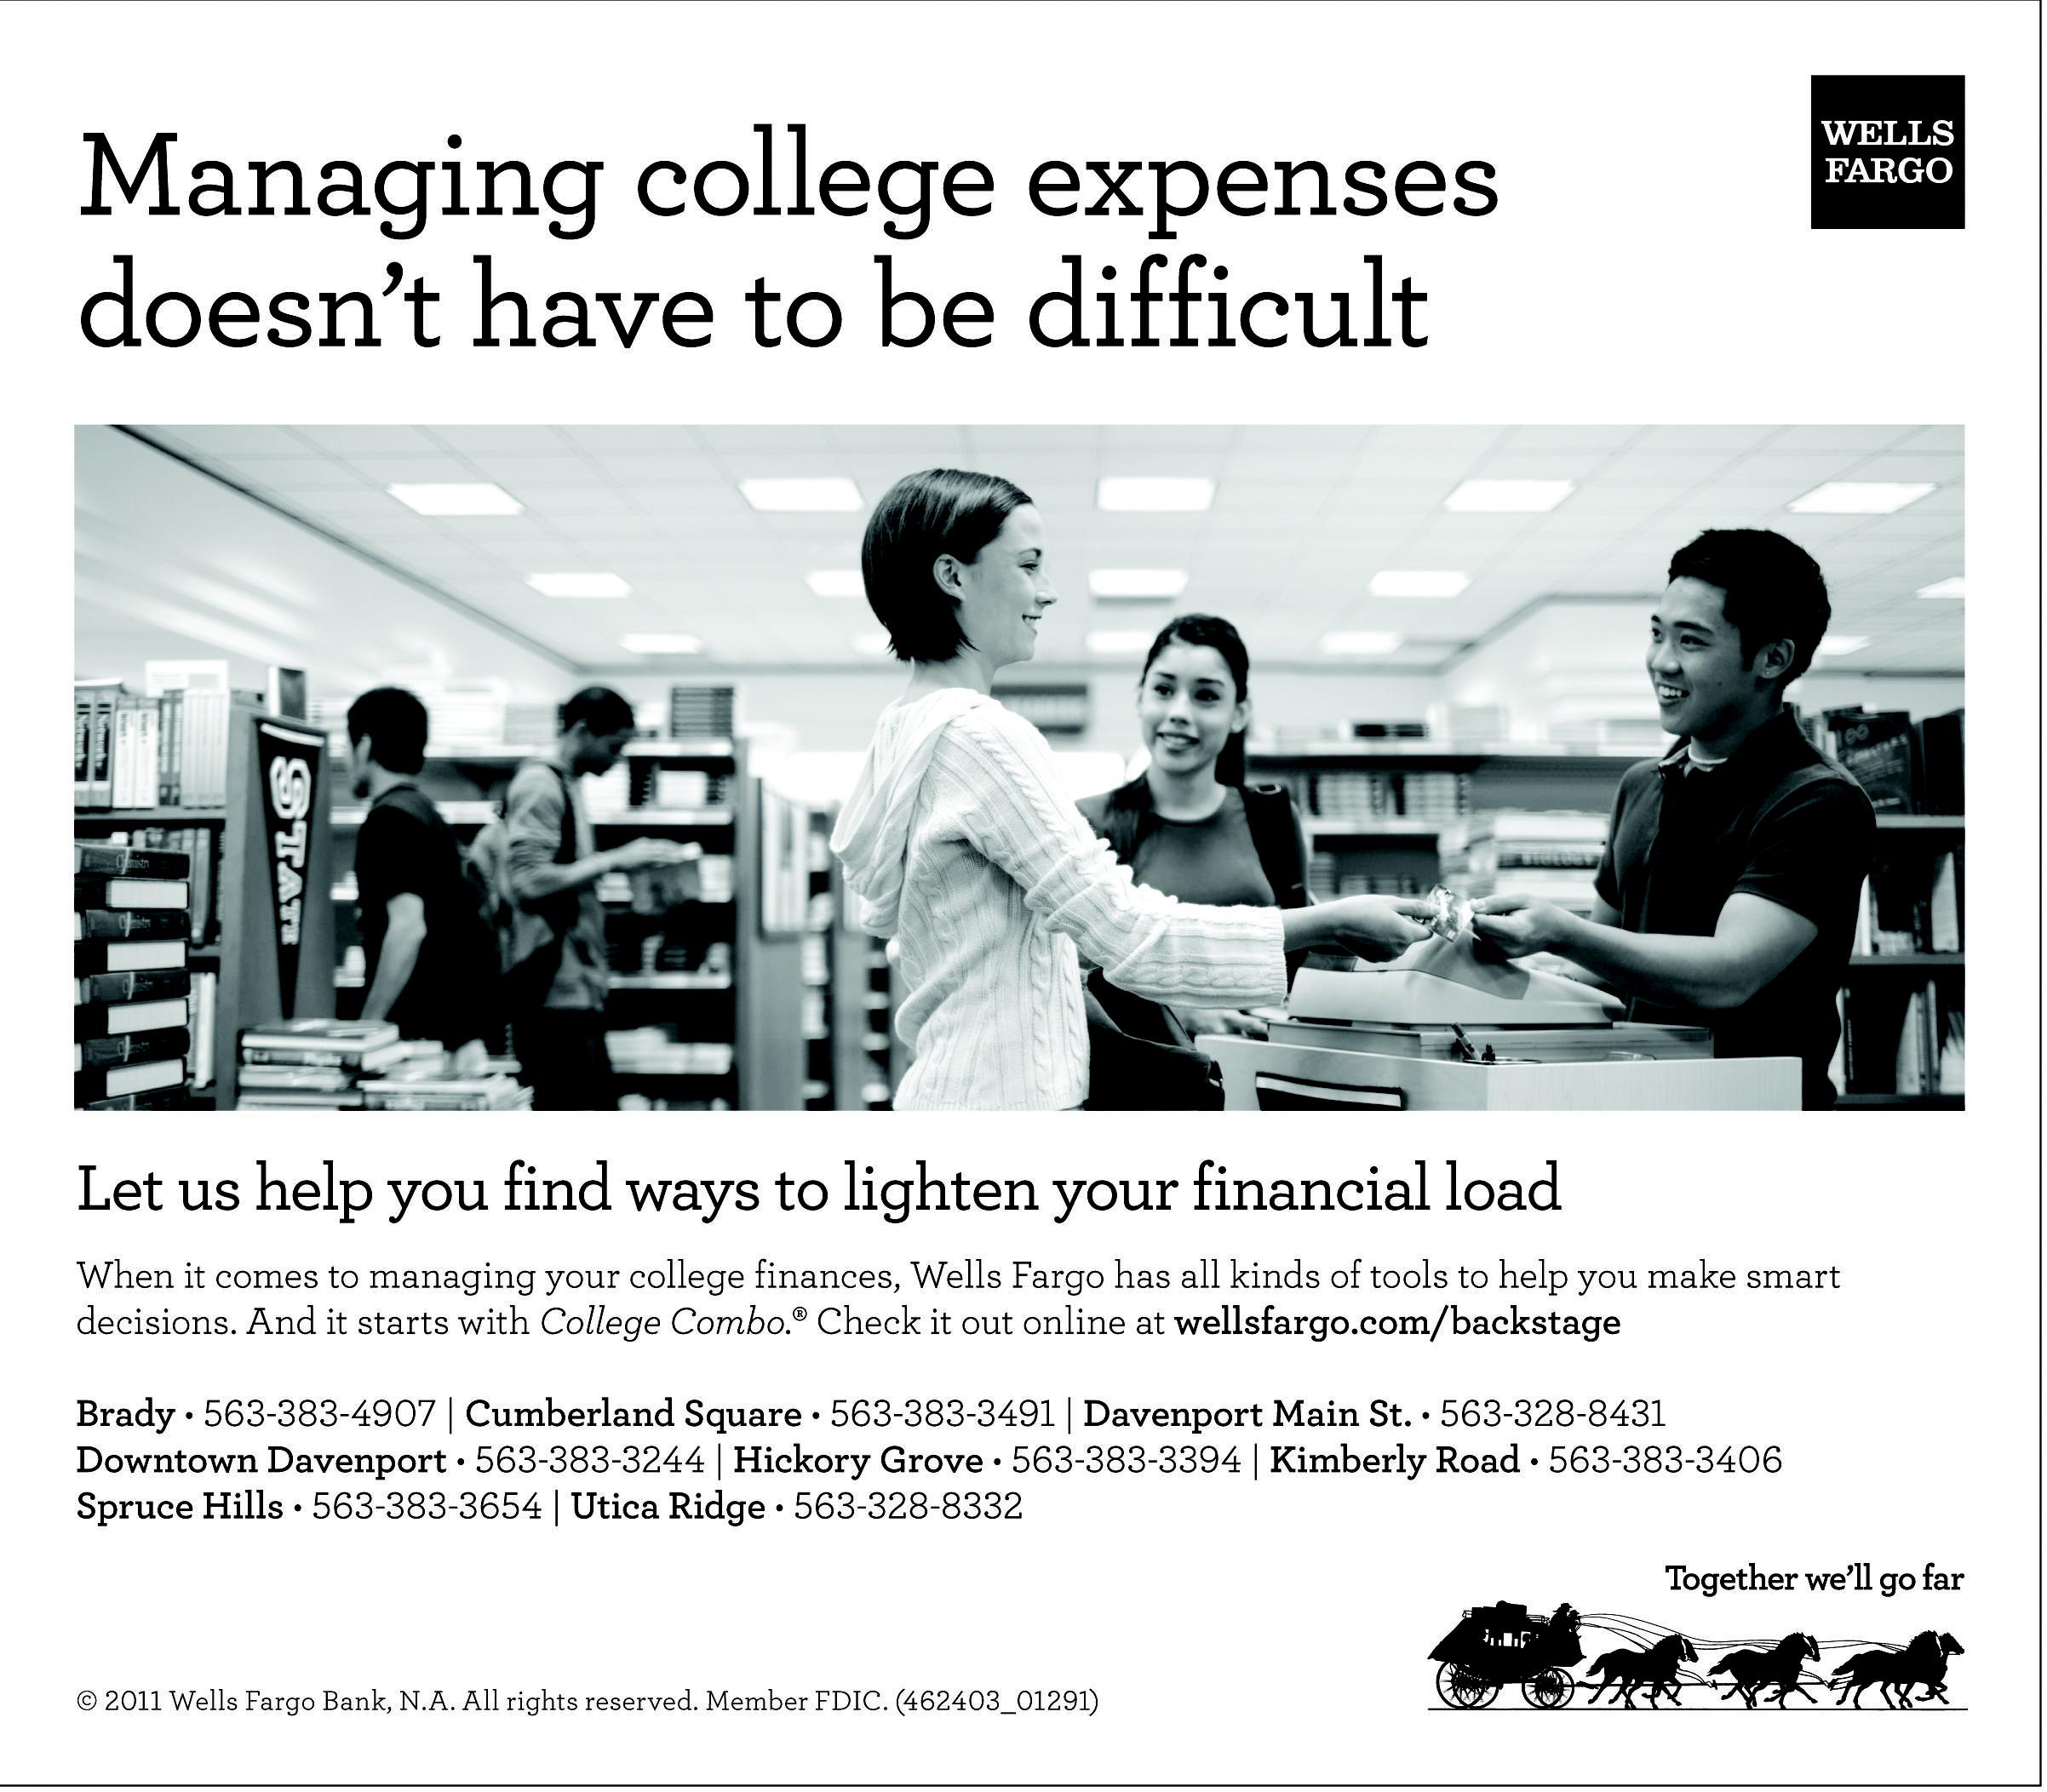 WELLS
FARGO
Managing college expenses
doesn't have to be difficult
STATE
Chemistry
Chemistry
Chemistry
Chemistry
BIOLOGY
Let us help you find ways to lighten your financial load
When it comes to managing your college finances, Wells Fargo has all kinds of tools to help you make smart
decisions. And it starts with College Combo.® Check it out online at wellsfargo.com/backstage
Brady • 563-383-4907 | Cumberland Square • 563-383-3491 | Davenport Main St. • 563-328-8431
Downtown Davenport • 563-383-3244 | Hickory Grove • 563-383-3394 | Kimberly Road • 563-383-3406
Spruce Hills • 563-383-3654 | Utica Ridge • 563-328-8332
Together we'll go far
© 2011 Wells Fargo Bank, N.A. All rights reserved. Member FDIC. (462403_01291)